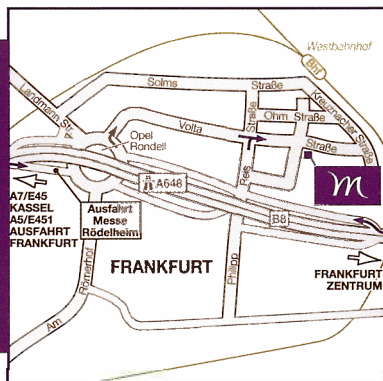 Westbahnhof
Bhf
Solms Straße
Landmann Str.
Kreuznacher Straße
Ohm Straße
Volta Straße
Opel
Rondell
Straße
Reis
A648
m
A7/E45
KASSEL
A5/E451
AUSFAHRT
FRANKFURT
Ausfahrt
Messe
Rödelheim
B8
FRANKFURT
FRANKFURT
ZENTRUM
Philipp
Am Römerhof